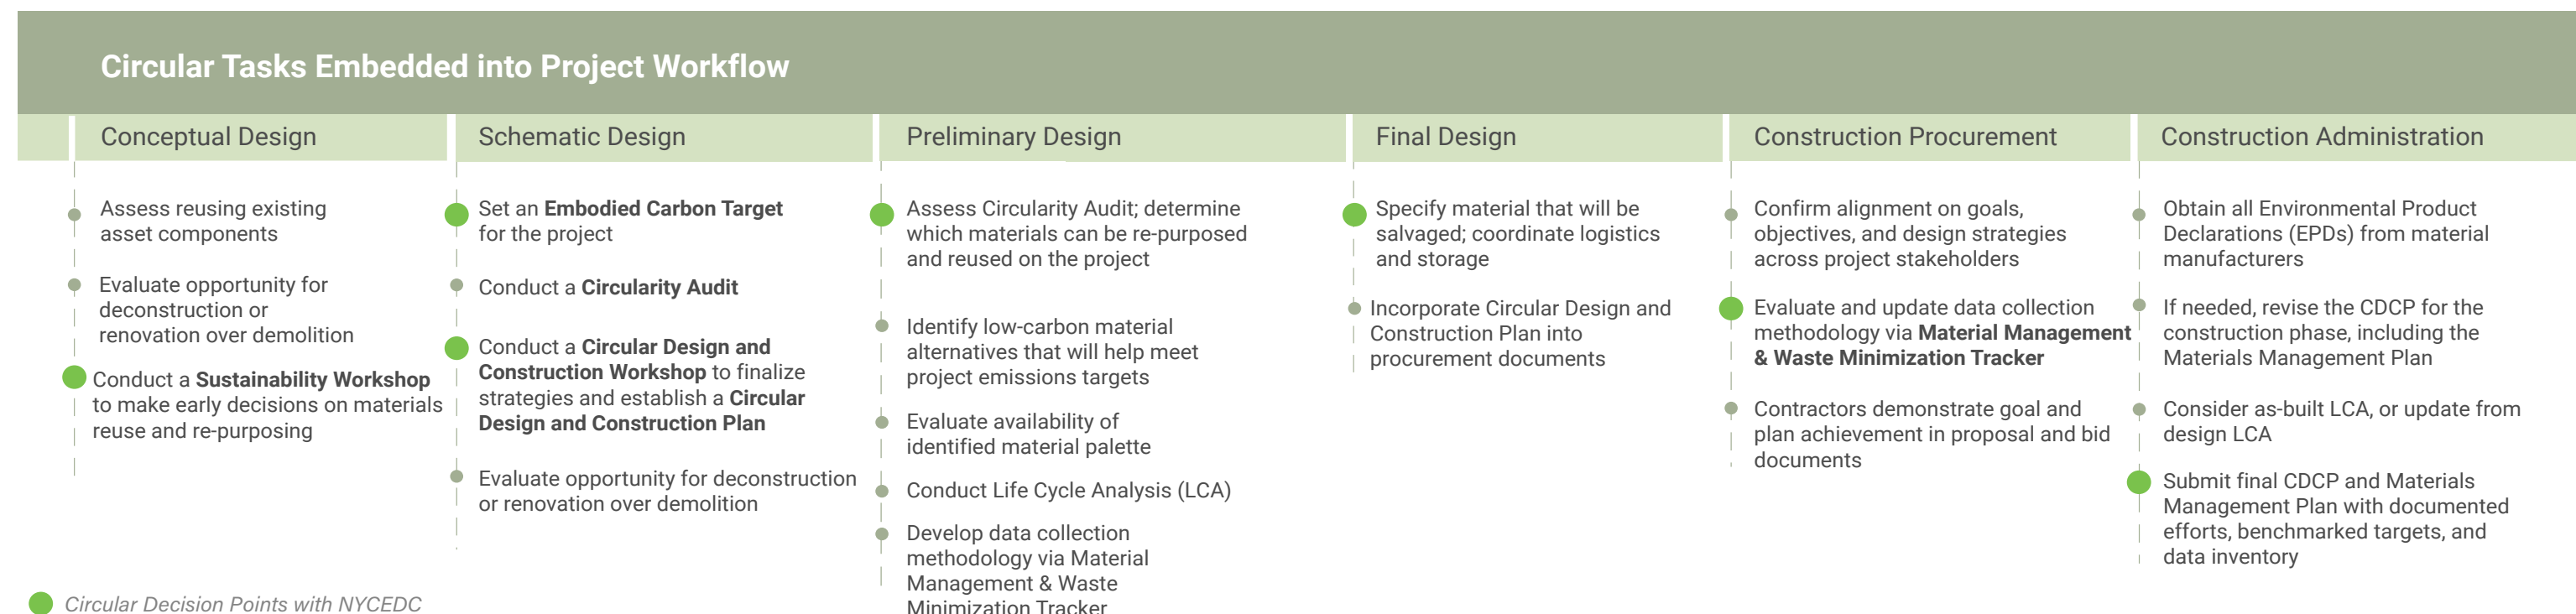 Circular Tasks Embedded into Project Workflow
Conceptual Design
Assess reusing existing
asset components
Evaluate opportunity for
deconstruction or
renovation over demolition
Conduct a Sustainability Workshop
to make early decisions on materials
reuse and re-purposing
Schematic Design
Set an Embodied Carbon Target
for the project
Conduct a Circularity Audit
Conduct a Circular Design and
Construction Workshop to finalize
strategies and establish a Circular
Design and Construction Plan
Evaluate opportunity for deconstruction
or renovation over demolition
Preliminary Design
Assess Circularity Audit; determine
which materials can be re-purposed
and reused on the project
Identify low-carbon material
alternatives that will help meet
project emissions targets
Evaluate availability of
identified material palette
Conduct Life Cycle Analysis (LCA)
Develop data collection
methodology via Material
Management & Waste
Minimization Tracker
Final Design
Specify material that will be
salvaged; coordinate logistics
and storage
Incorporate Circular Design and
Construction Plan into
procurement documents
Construction Procurement
Confirm alignment on goals,
objectives, and design strategies
across project stakeholders
Evaluate and update data collection
methodology via Material Management
& Waste Minimization Tracker
Contractors demonstrate goal and
plan achievement in proposal and bid
documents
Construction Administration
Obtain all Environmental Product
Declarations (EPDs) from material
manufacturers
If needed, revise the CDCP for the
construction phase, including the
Materials Management Plan
Consider as-built LCA, or update from
design LCA
Submit final CDCP and Materials
Management Plan with documented
efforts, benchmarked targets, and
data inventory
Circular Decision Points with NYCEDC